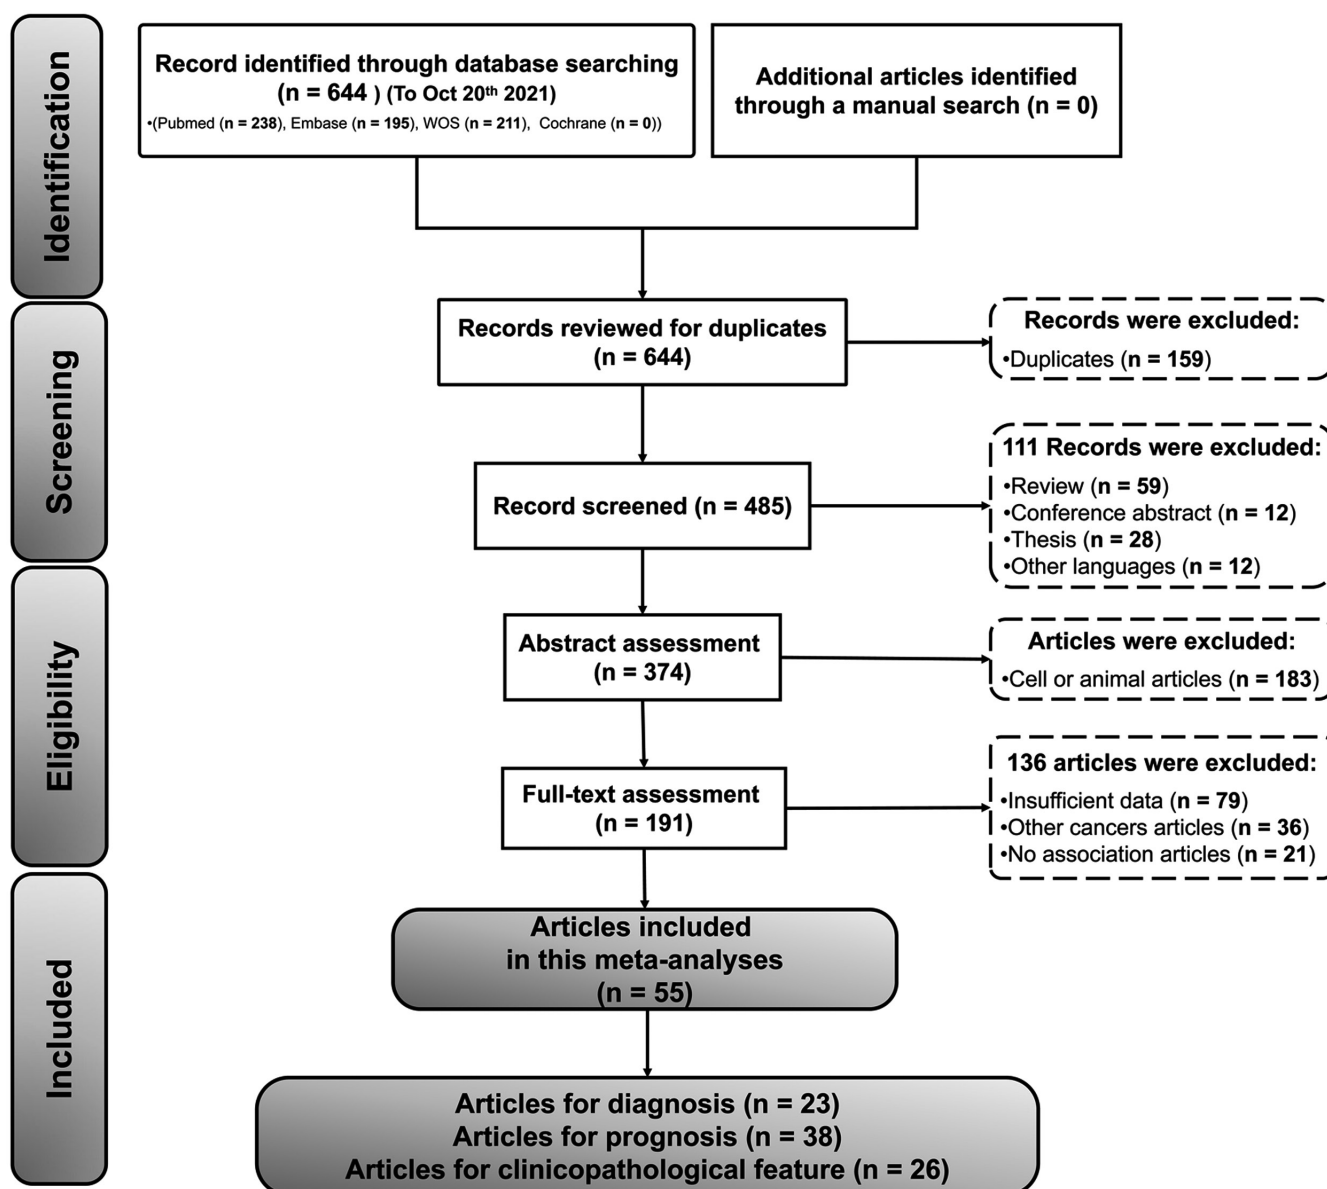 Identification
Record identified through database searching
(n = 644 ) (To Oct 20th 2021)
•(Pubmed (n = 238), Embase (n = 195), WOS (n = 211), Cochrane (n = 0))
Additional articles identified
through a manual search (n = 0)
Screening
Records reviewed for duplicates
(n = 644)
Records were excluded:
•Duplicates (n = 159)
Record screened (n = 485)
111 Records were excluded:
•Review (n = 59)
•Conference abstract (n = 12)
•Thesis (n = 28)
•Other languages (n = 12)
Eligibility
Abstract assessment
(n = 374)
Articles were excluded:
•Cell or animal articles (n = 183)
Full-text assessment
(n = 191)
136 articles were excluded:
•Insufficient data (n = 79)
•Other cancers articles (n = 36)
•No association articles (n = 21)
Included
Articles included
in this meta-analyses
(n = 55)
Articles for diagnosis (n = 23)
Articles for prognosis (n = 38)
Articles for clinicopathological feature (n = 26)